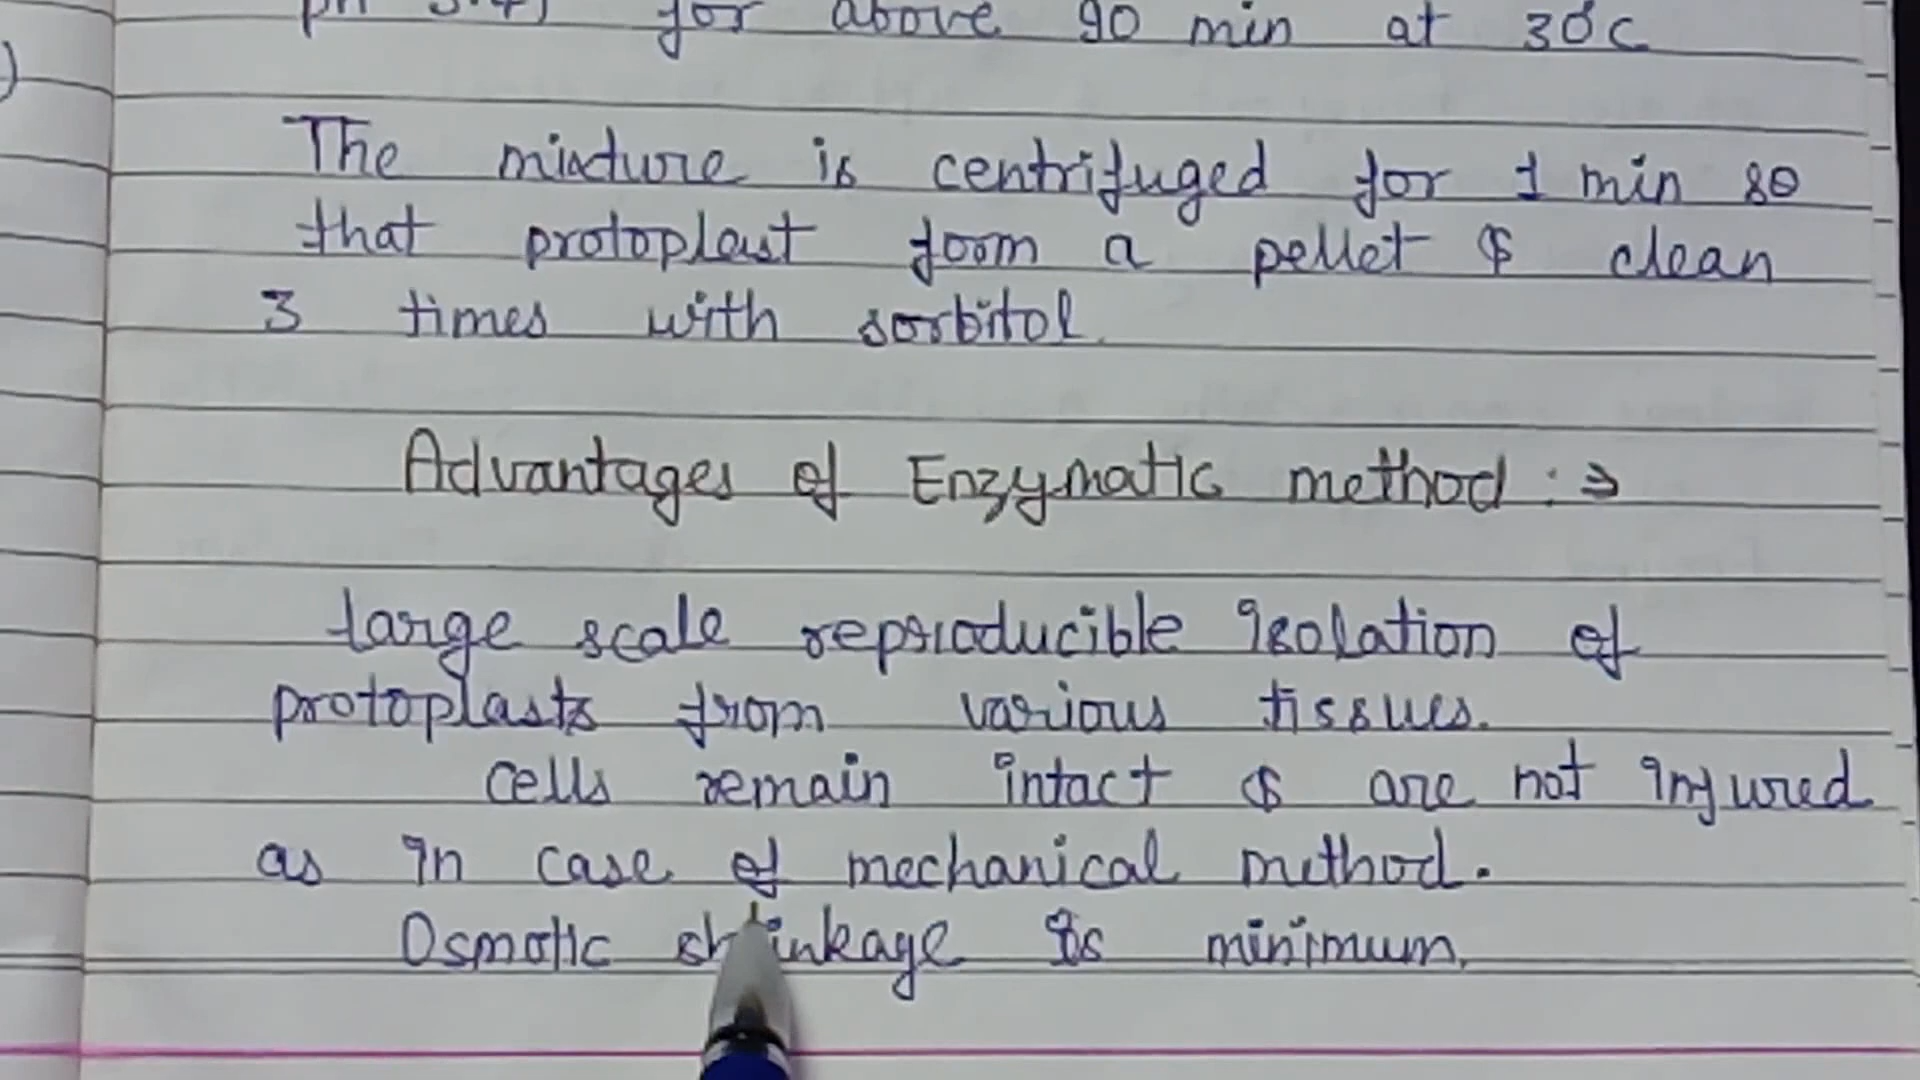 for above 90 min at 30°C
The mixture is centrifuged for 1 min so
that protoplast form a pellet & clean
3 times with sorbitol.
Advantages of Enzymatic method :⇒
large scale reproducible isolation of
protoplasts from various tissues.
cells remain intact & are not injured
as in case of mechanical method.
Osmotic shrinkage is minimum.